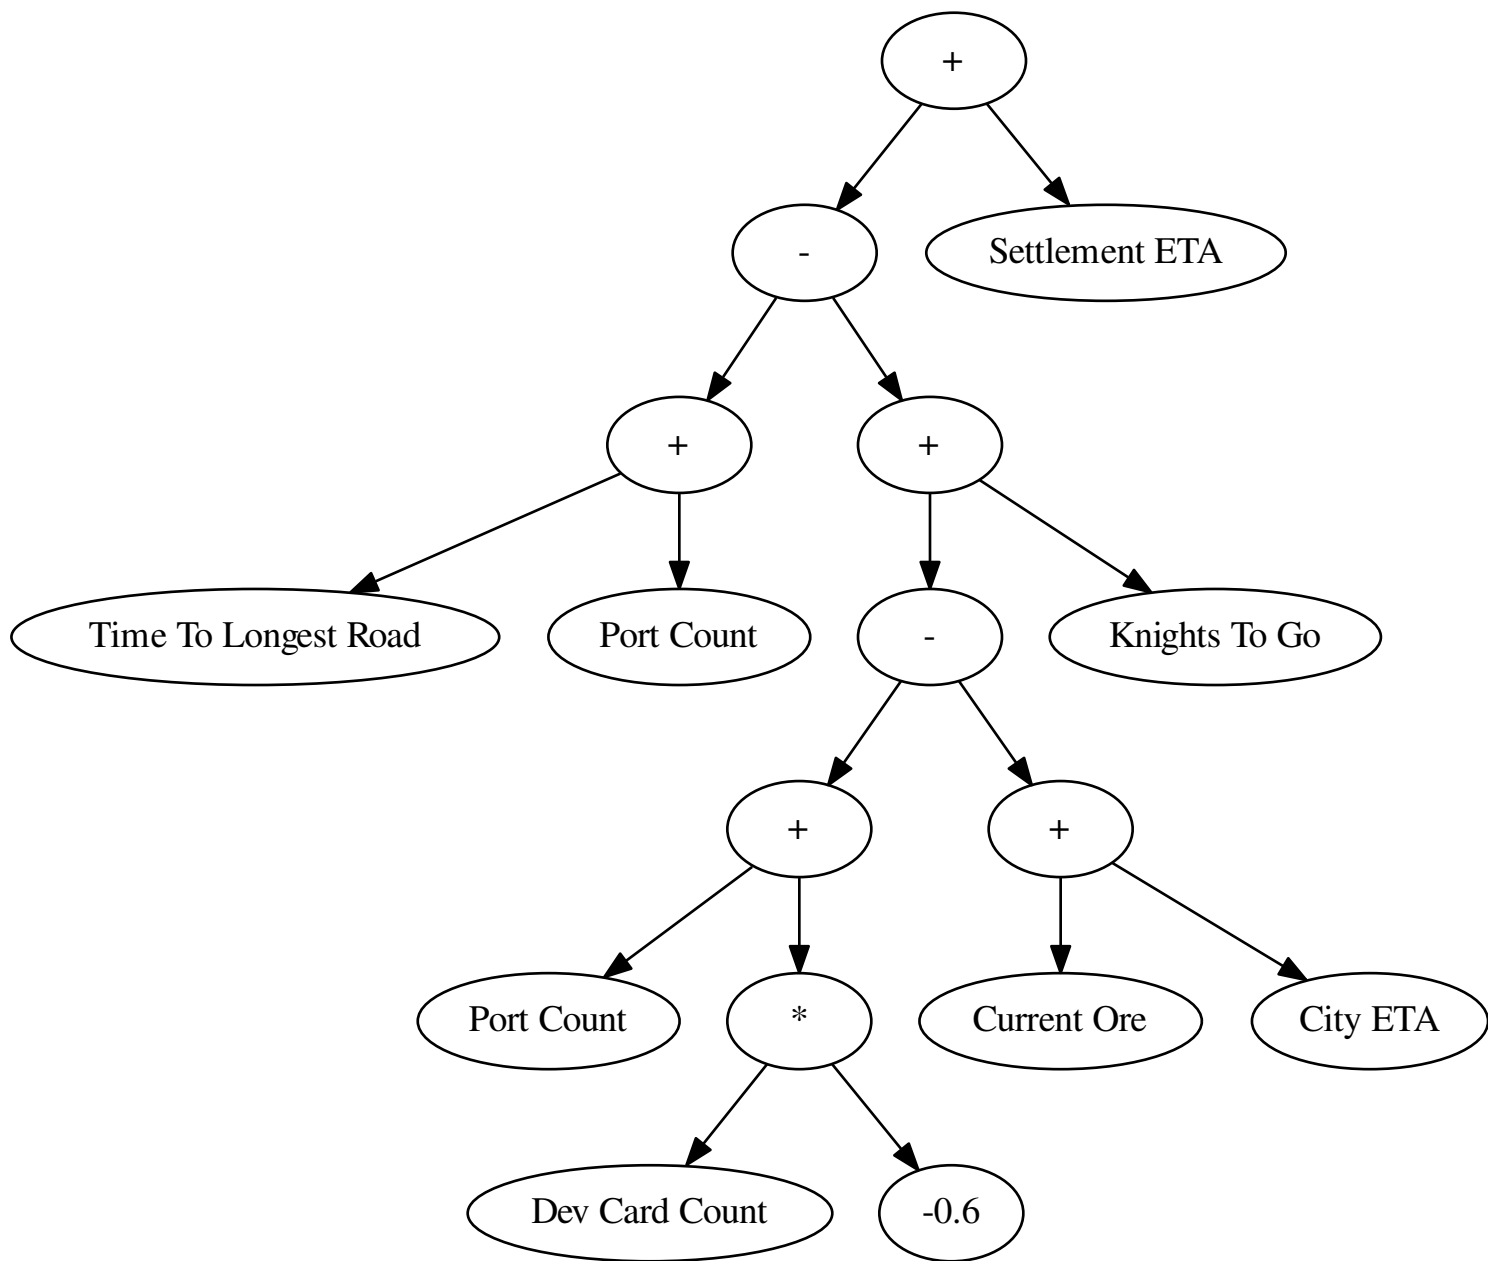 +
-
Settlement ETA
+
+
Time To Longest Road
Port Count
-
Knights To Go
+
+
Port Count
*
Current Ore
City ETA
Dev Card Count
-0.6